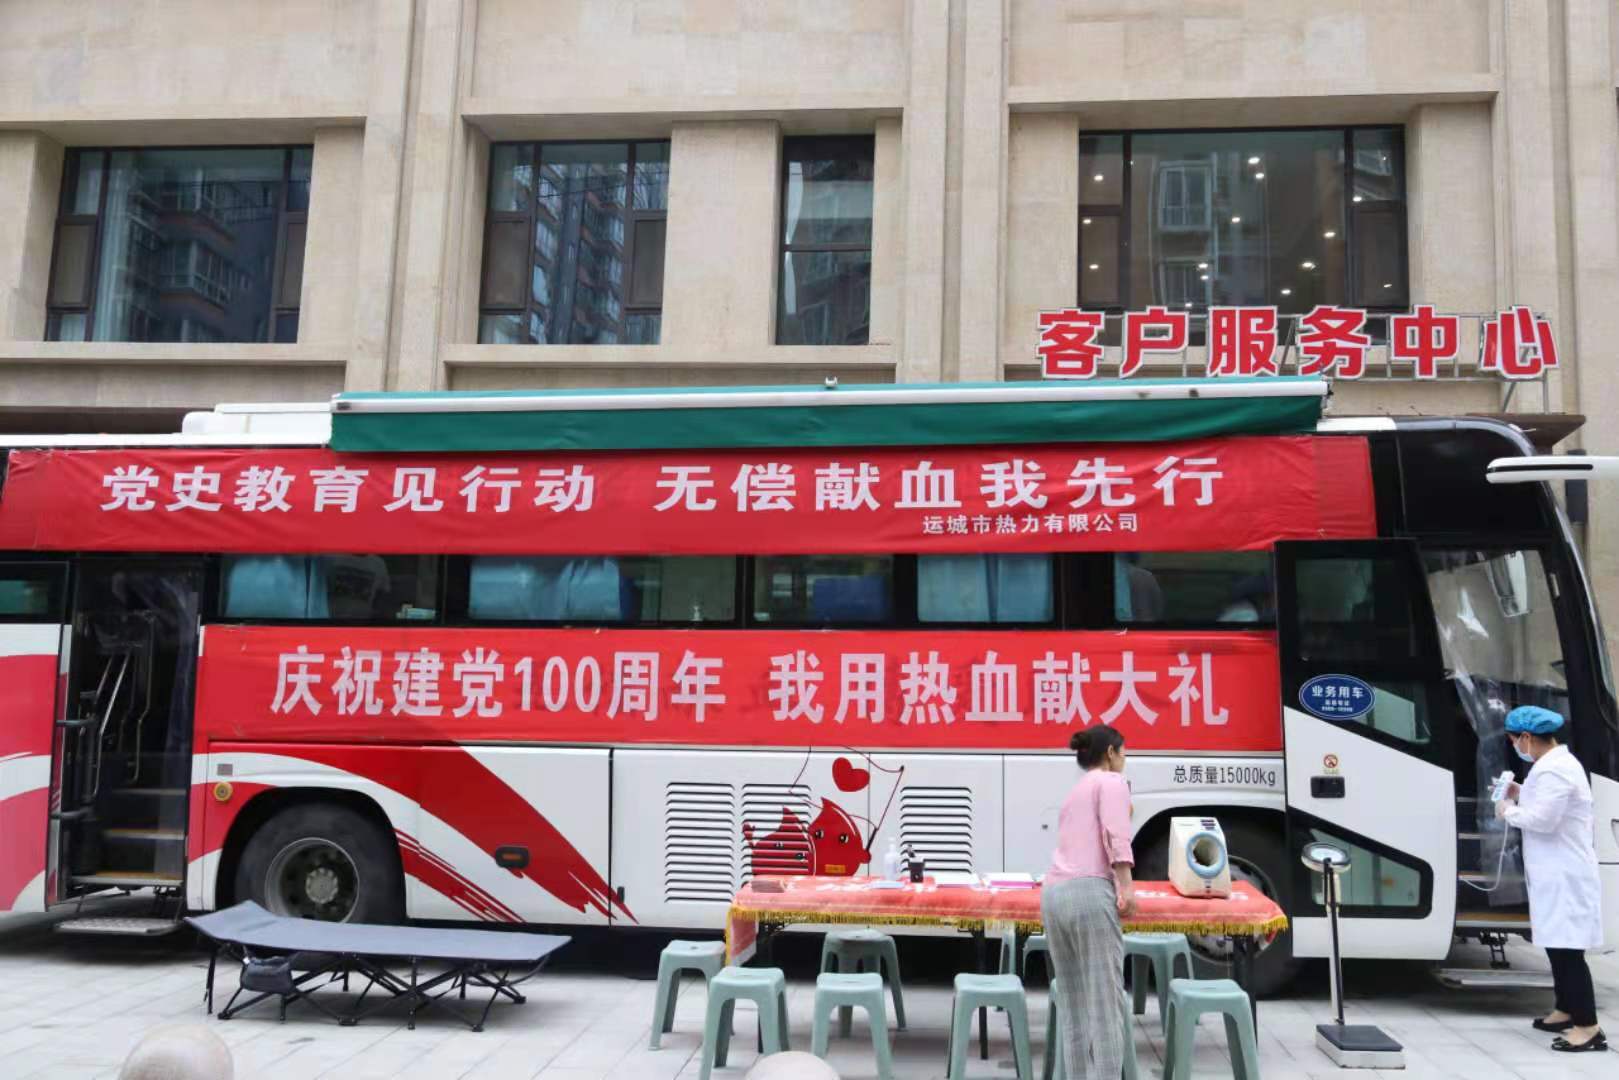 客户服务中心
党史教育见行动 无偿献血我先行
运城市热力有限公司
庆祝建党100周年 我用热血献大礼
业务用车
总质量15000kg